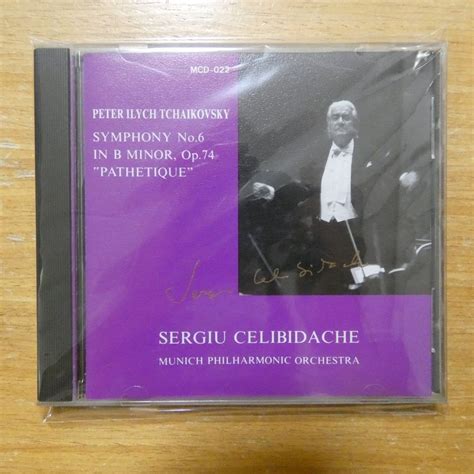 MCD-022
PETER ILYCH TCHAIKOVSKY
SYMPHONY No.6
IN B MINOR, Op.74
"PATHETIQUE"
SERGIU CELIBIDACHE
MUNICH PHILHARMONIC ORCHESTRA